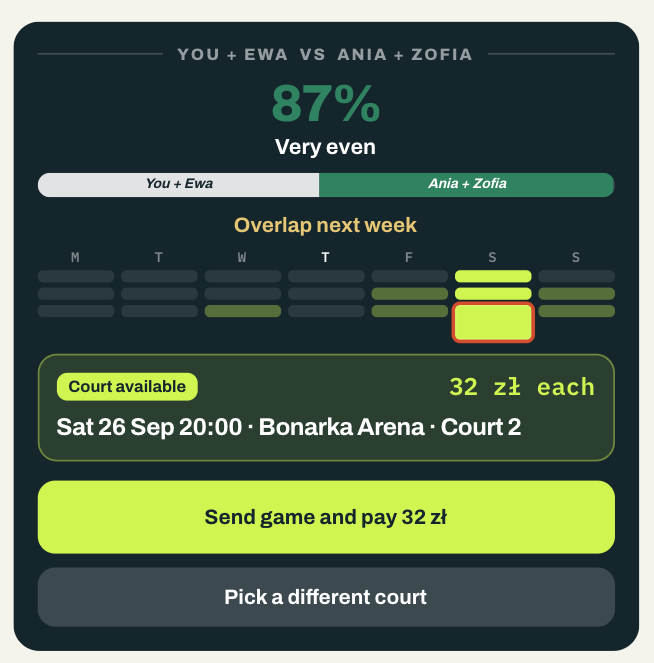 YOU + EWA VS ANIA + ZOFIA
87%
Very even
You + Ewa Ania + Zofia
Overlap next week
M T W T F S S
Court available 32 zł each
Sat 26 Sep 20:00 · Bonarka Arena · Court 2
Send game and pay 32 zł
Pick a different court